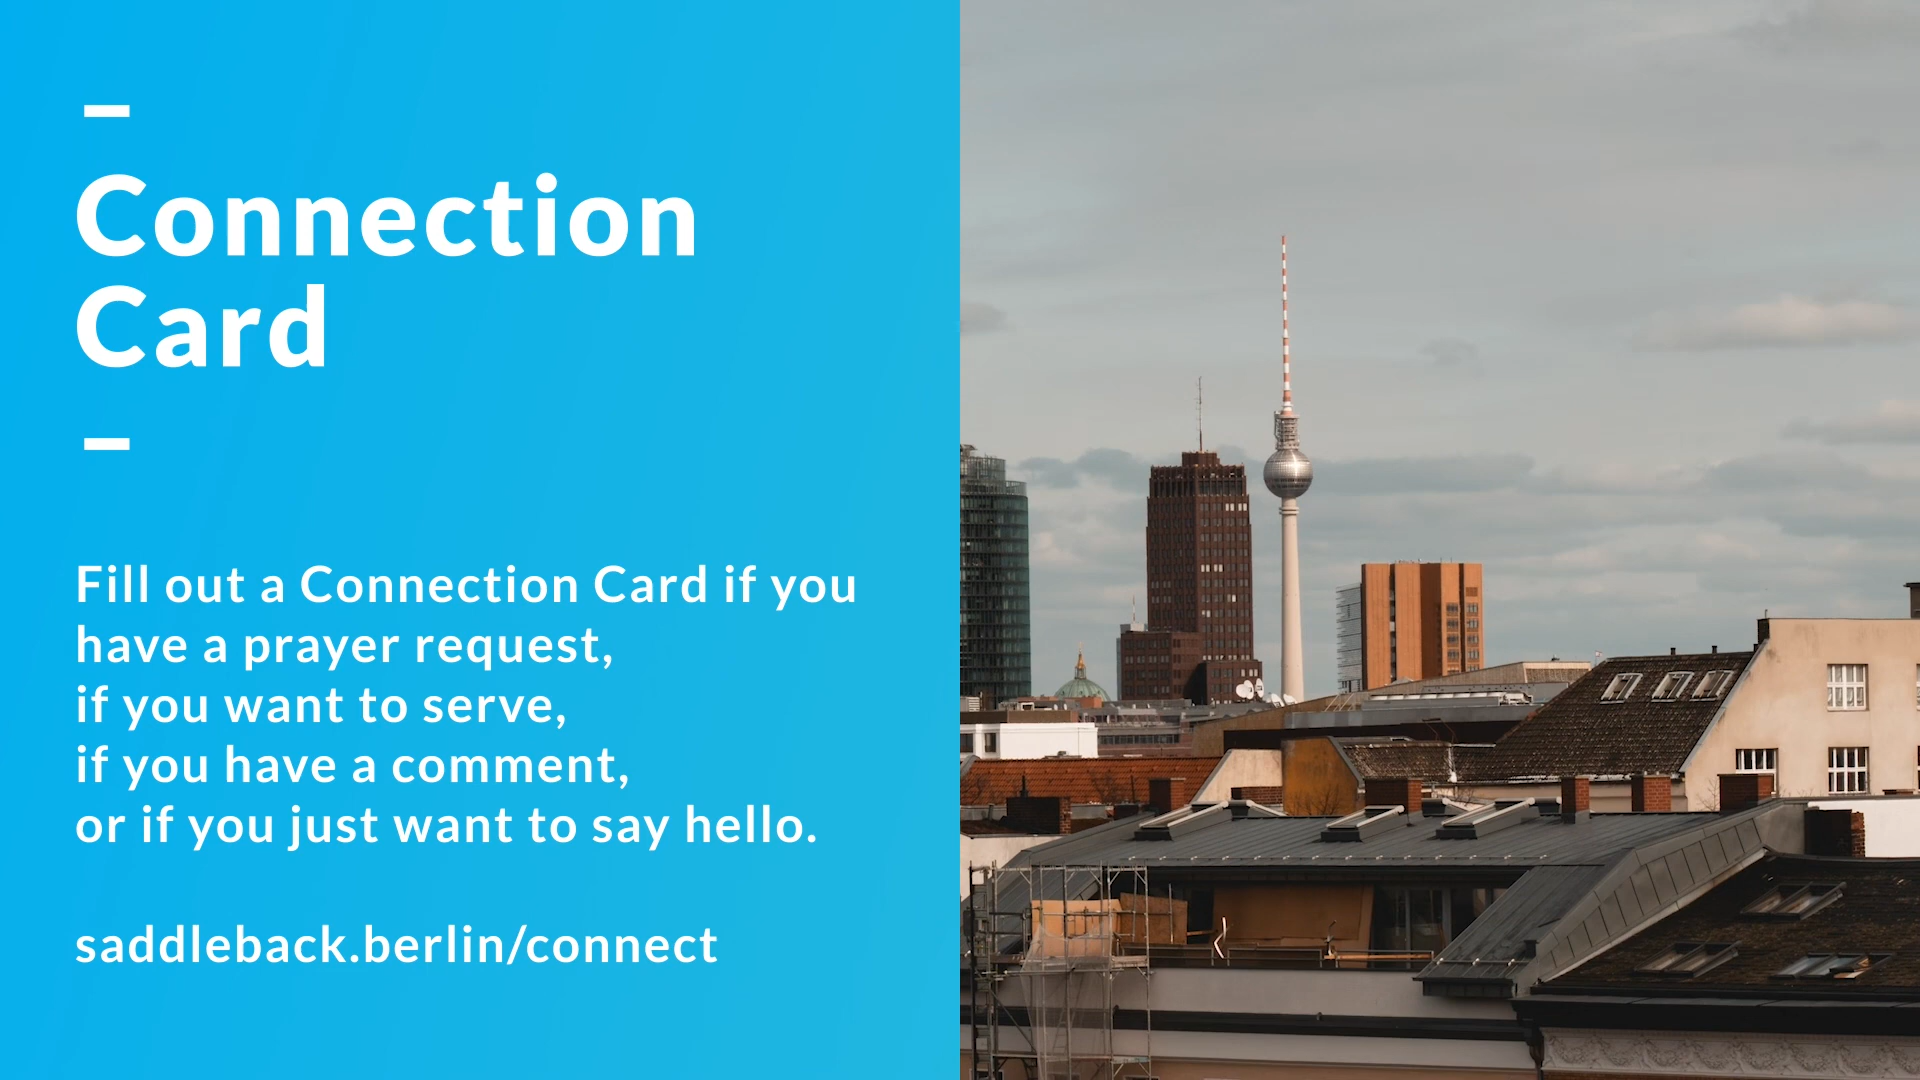 –
Connection
Card
–
Fill out a Connection Card if you
have a prayer request,
if you want to serve,
if you have a comment,
or if you just want to say hello.
saddleback.berlin/connect